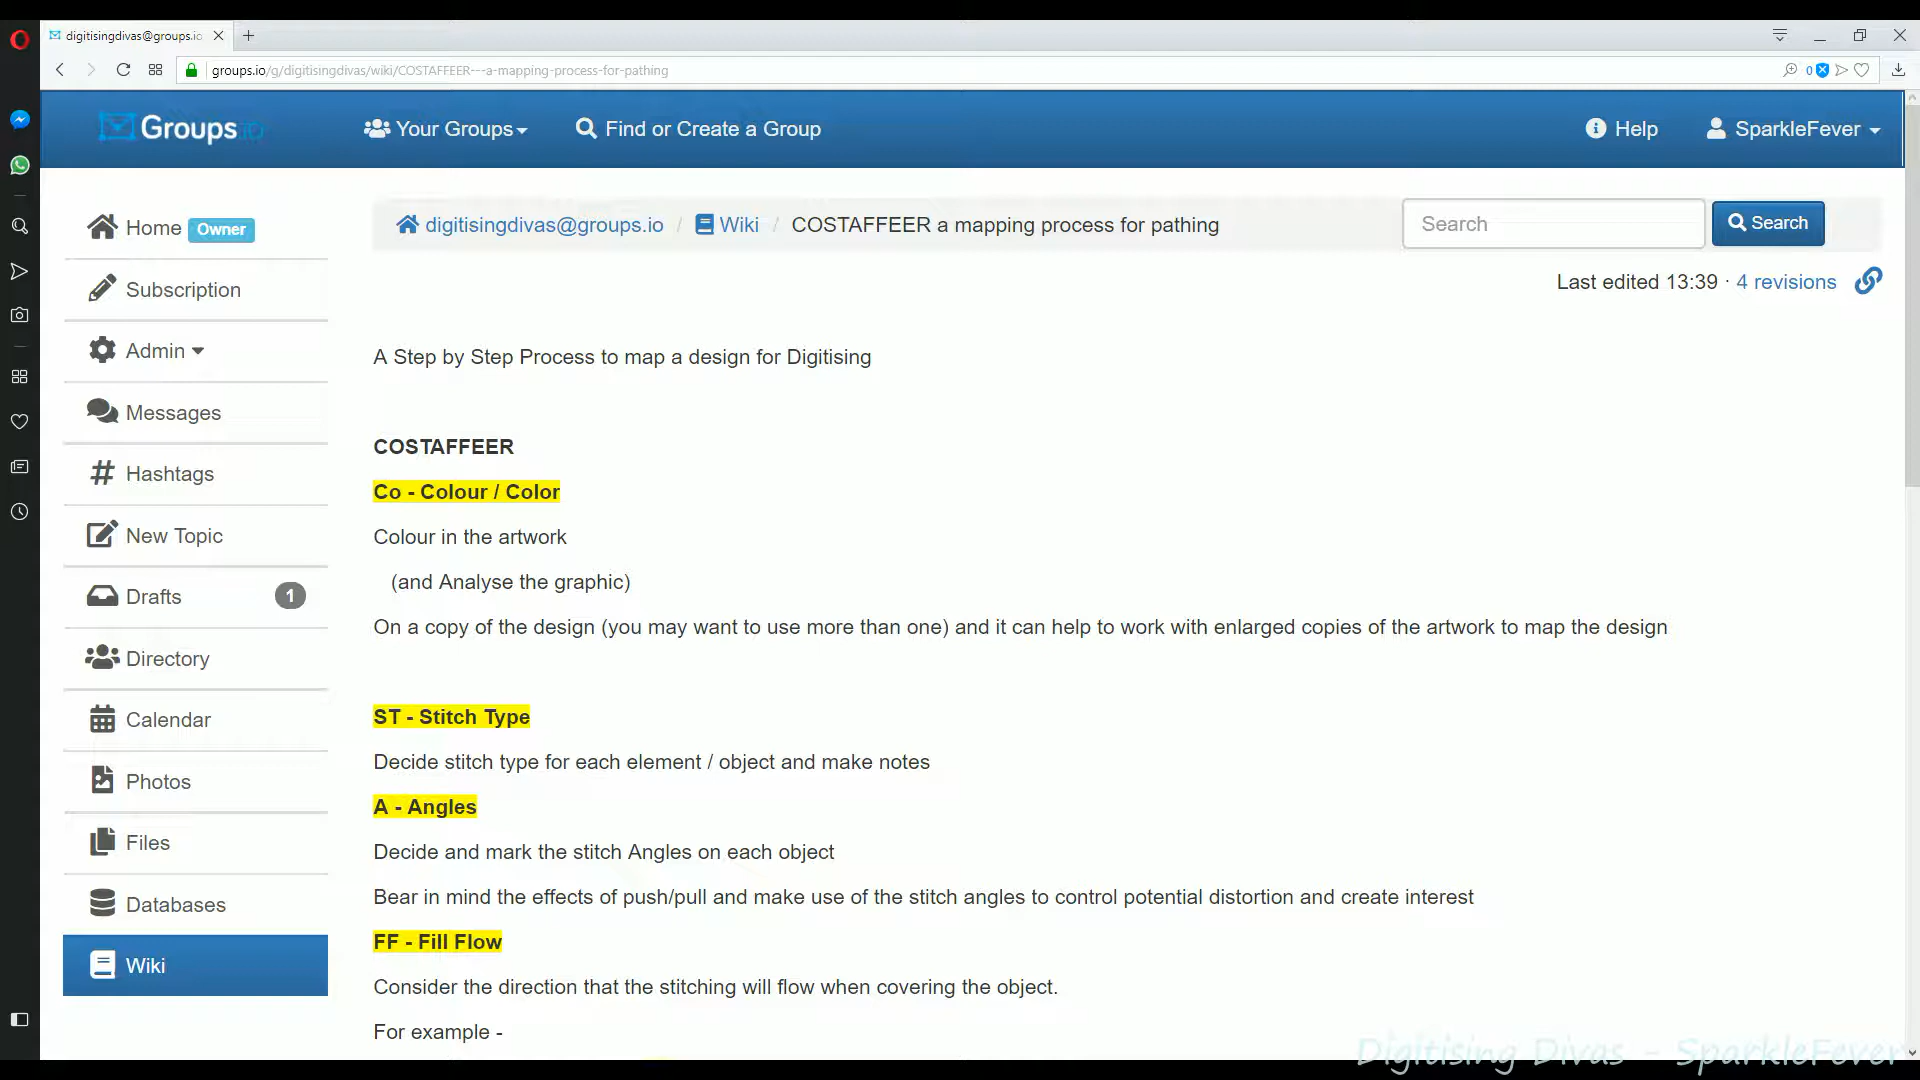 digitisingdivas@groups.io
groups.io/g/digitisingdivas/wiki/COSTAFFEER---a-mapping-process-for-pathing
0
Groups.io
Your Groups
Find or Create a Group
Help
SparkleFever
Home Owner
Subscription
Admin
Messages
Hashtags
New Topic
Drafts 1
Directory
Calendar
Photos
Files
Databases
Wiki
digitisingdivas@groups.io / Wiki / COSTAFFEER a mapping process for pathing
Search
Search
Last edited 13:39 · 4 revisions
A Step by Step Process to map a design for Digitising
COSTAFFEER
Co - Colour / Color
Colour in the artwork
(and Analyse the graphic)
On a copy of the design (you may want to use more than one) and it can help to work with enlarged copies of the artwork to map the design
ST - Stitch Type
Decide stitch type for each element / object and make notes
A - Angles
Decide and mark the stitch Angles on each object
Bear in mind the effects of push/pull and make use of the stitch angles to control potential distortion and create interest
FF - Fill Flow
Consider the direction that the stitching will flow when covering the object.
For example -
Digitising Divas - SparkleFever